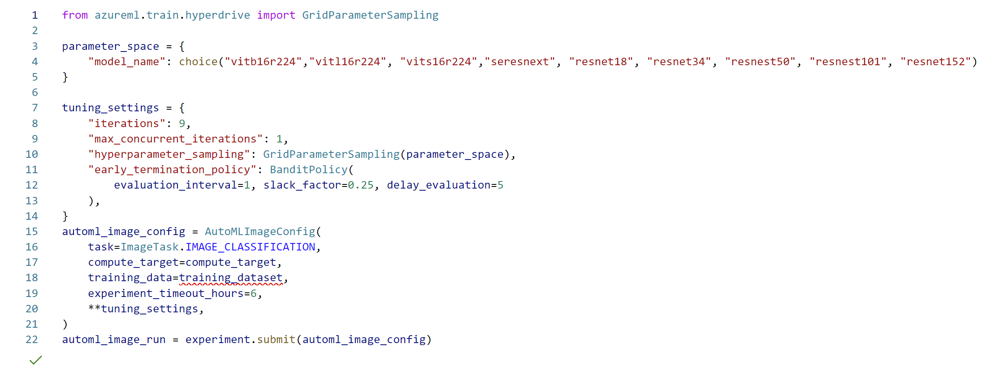 1 from azureml.train.hyperdrive import GridParameterSampling
2
3 parameter_space = {
4     "model_name": choice("vitb16r224","vitl16r224", "vits16r224","seresnext", "resnet18", "resnet34", "resnest50", "resnest101", "resnet152")
5 }
6
7 tuning_settings = {
8     "iterations": 9,
9     "max_concurrent_iterations": 1,
10     "hyperparameter_sampling": GridParameterSampling(parameter_space),
11     "early_termination_policy": BanditPolicy(
12         evaluation_interval=1, slack_factor=0.25, delay_evaluation=5
13     ),
14 }
15 automl_image_config = AutoMLImageConfig(
16     task=ImageTask.IMAGE_CLASSIFICATION,
17     compute_target=compute_target,
18     training_data=training_dataset,
19     experiment_timeout_hours=6,
20     **tuning_settings,
21 )
22 automl_image_run = experiment.submit(automl_image_config)